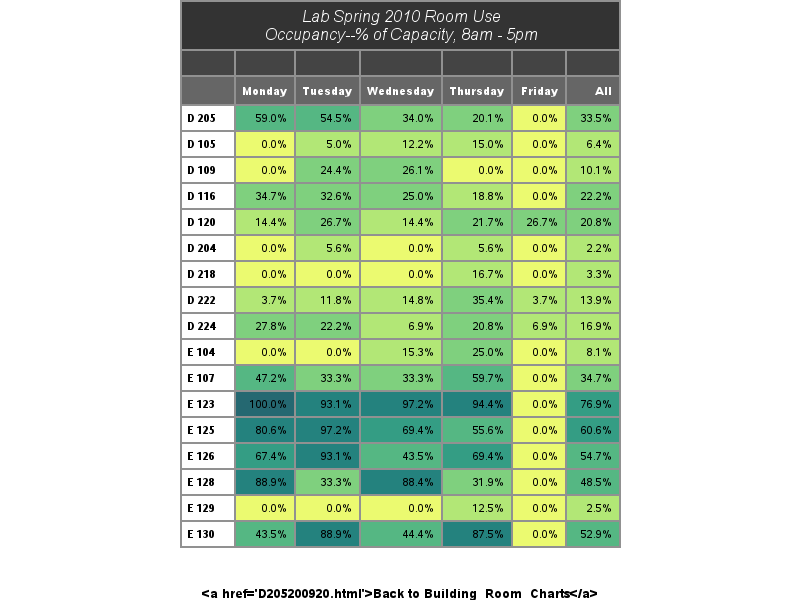 Lab Spring 2010 Room Use
Occupancy--% of Capacity, 8am - 5pm
Monday Tuesday Wednesday Thursday Friday All
D 205 59.0% 54.5% 34.0% 20.1% 0.0% 33.5%
D 105 0.0% 5.0% 12.2% 15.0% 0.0% 6.4%
D 109 0.0% 24.4% 26.1% 0.0% 0.0% 10.1%
D 116 34.7% 32.6% 25.0% 18.8% 0.0% 22.2%
D 120 14.4% 26.7% 14.4% 21.7% 26.7% 20.8%
D 204 0.0% 5.6% 0.0% 5.6% 0.0% 2.2%
D 218 0.0% 0.0% 0.0% 16.7% 0.0% 3.3%
D 222 3.7% 11.8% 14.8% 35.4% 3.7% 13.9%
D 224 27.8% 22.2% 6.9% 20.8% 6.9% 16.9%
E 104 0.0% 0.0% 15.3% 25.0% 0.0% 8.1%
E 107 47.2% 33.3% 33.3% 59.7% 0.0% 34.7%
E 123 100.0% 93.1% 97.2% 94.4% 0.0% 76.9%
E 125 80.6% 97.2% 69.4% 55.6% 0.0% 60.6%
E 126 67.4% 93.1% 43.5% 69.4% 0.0% 54.7%
E 128 88.9% 33.3% 88.4% 31.9% 0.0% 48.5%
E 129 0.0% 0.0% 0.0% 12.5% 0.0% 2.5%
E 130 43.5% 88.9% 44.4% 87.5% 0.0% 52.9%
<a href='D205200920.html'>Back to Building_Room_Charts</a>